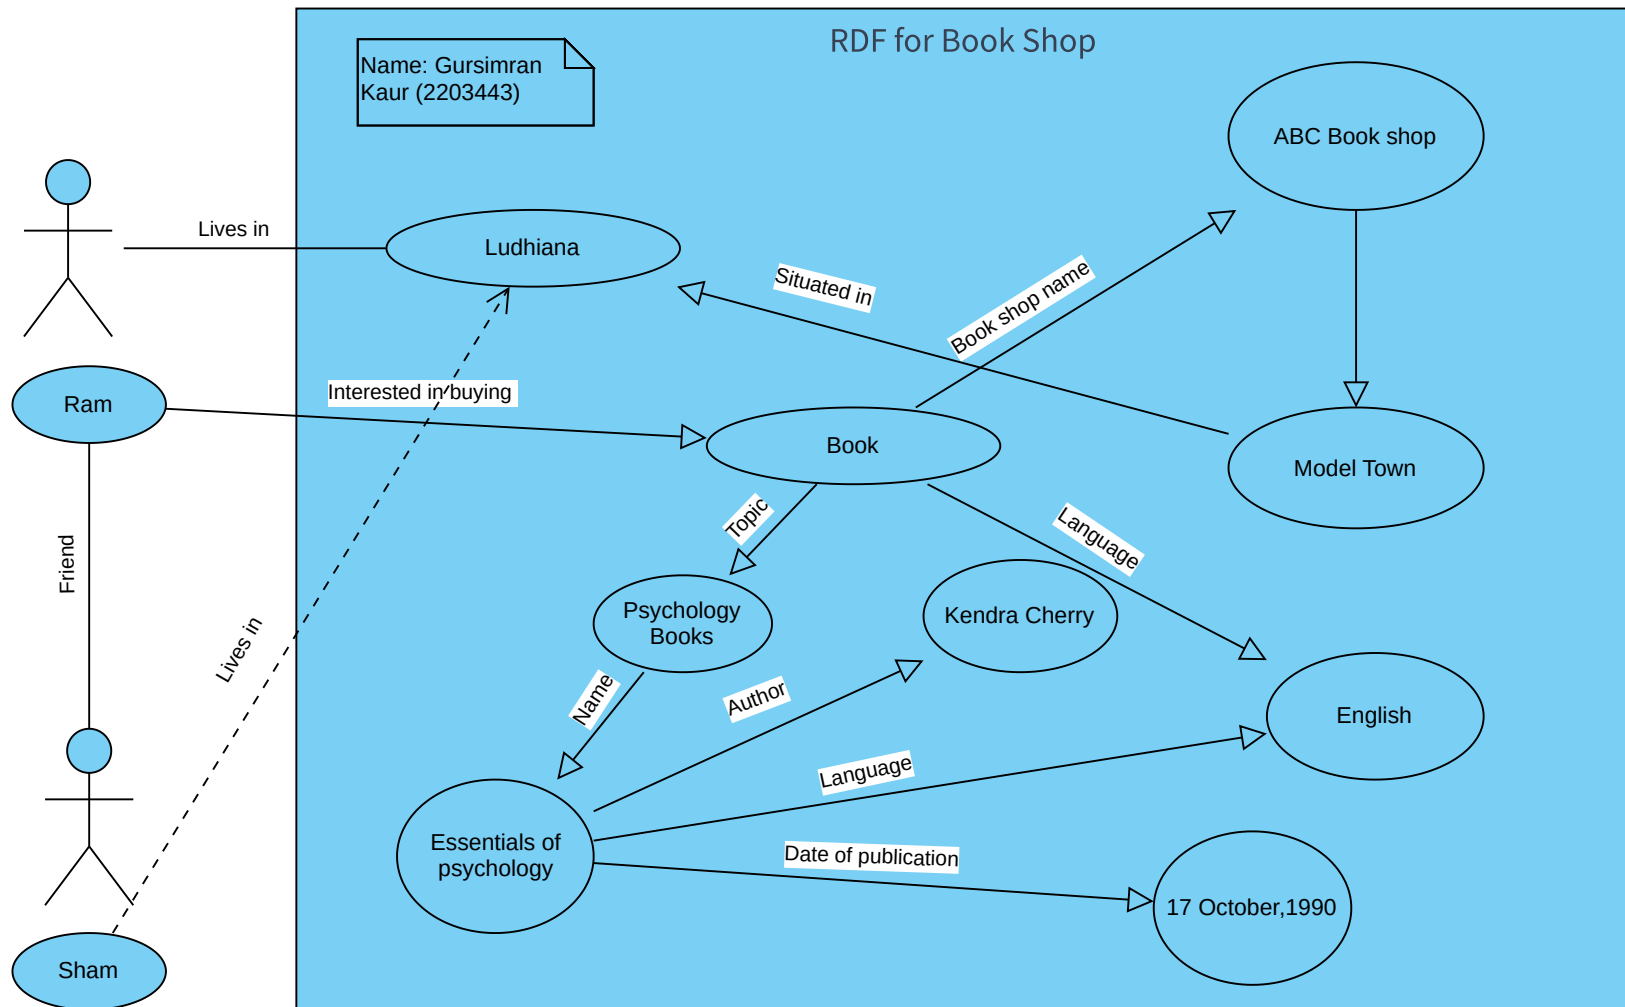 RDF for Book Shop
Name: Gursimran
Kaur (2203443)
ABC Book shop
Lives in
Ludhiana
Situated in
Book shop name
Interested in buying
Ram
Book
Model Town
Topic
Language
Friend
Psychology
Books
Kendra Cherry
Lives in
Name
Author
English
Language
Essentials of
psychology
Date of publication
17 October,1990
Sham